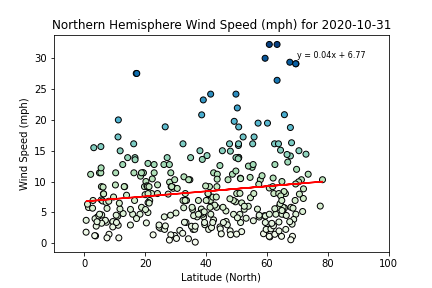 Northern Hemisphere Wind Speed (mph) for 2020-10-31
y = 0.04x + 6.77
Wind Speed (mph)
30
25
20
15
10
5
0
0 20 40 60 80 100
Latitude (North)